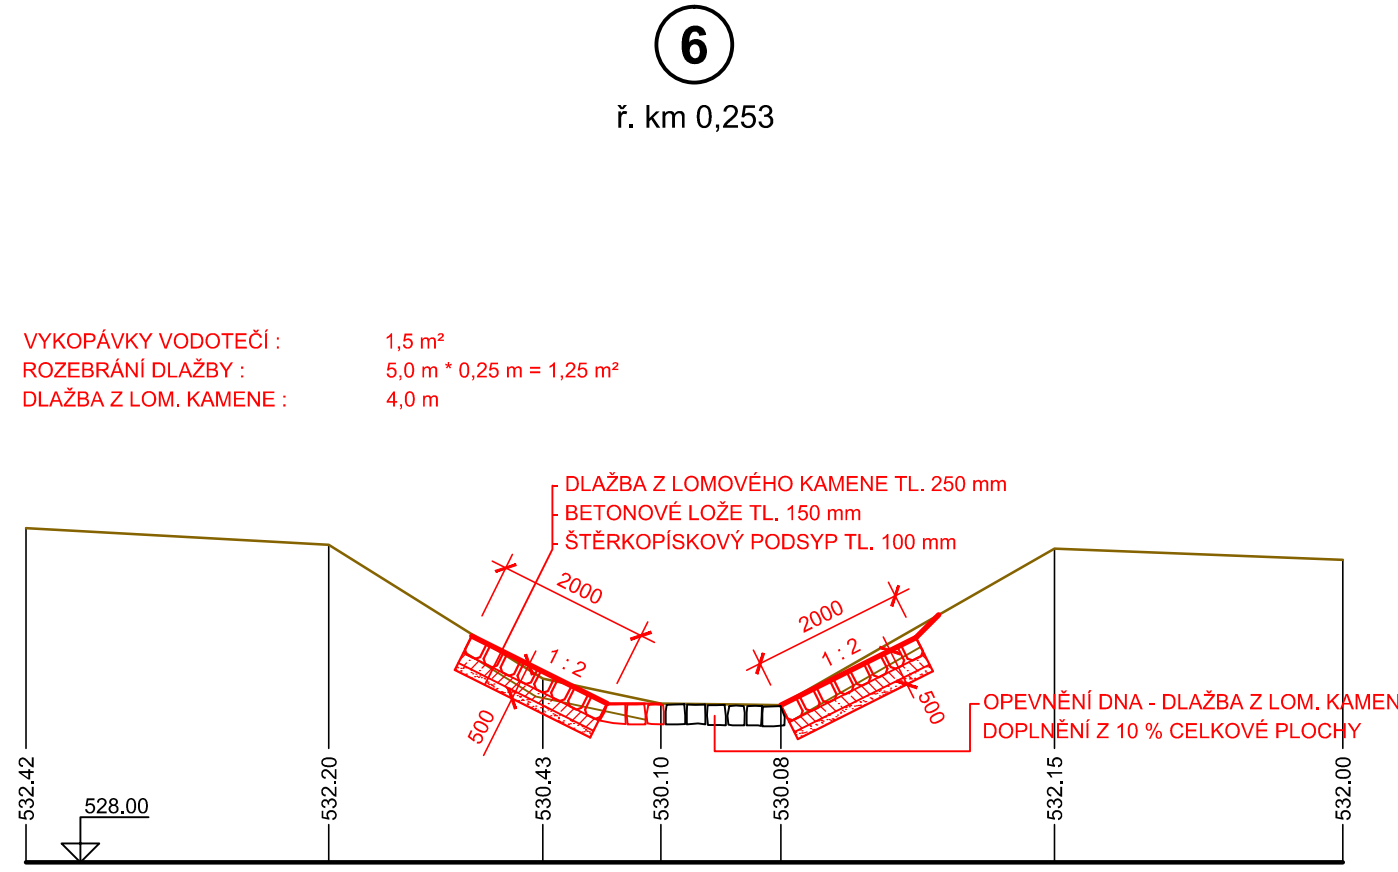 6
ř. km 0,253
VYKOPÁVKY VODOTEČÍ : 1,5 m²
ROZEBRÁNÍ DLAŽBY : 5,0 m * 0,25 m = 1,25 m²
DLAŽBA Z LOM. KAMENE : 4,0 m
DLAŽBA Z LOMOVÉHO KAMENE TL. 250 mm
BETONOVÉ LOŽE TL. 150 mm
ŠTĚRKOPÍSKOVÝ PODSYP TL. 100 mm
2000
2000
1 : 2
1 : 2
500
500
OPEVNĚNÍ DNA - DLAŽBA Z LOM. KAMEN
DOPLNĚNÍ Z 10 % CELKOVÉ PLOCHY
532.42
532.20
530.43
530.10
530.08
532.15
532.00
528.00